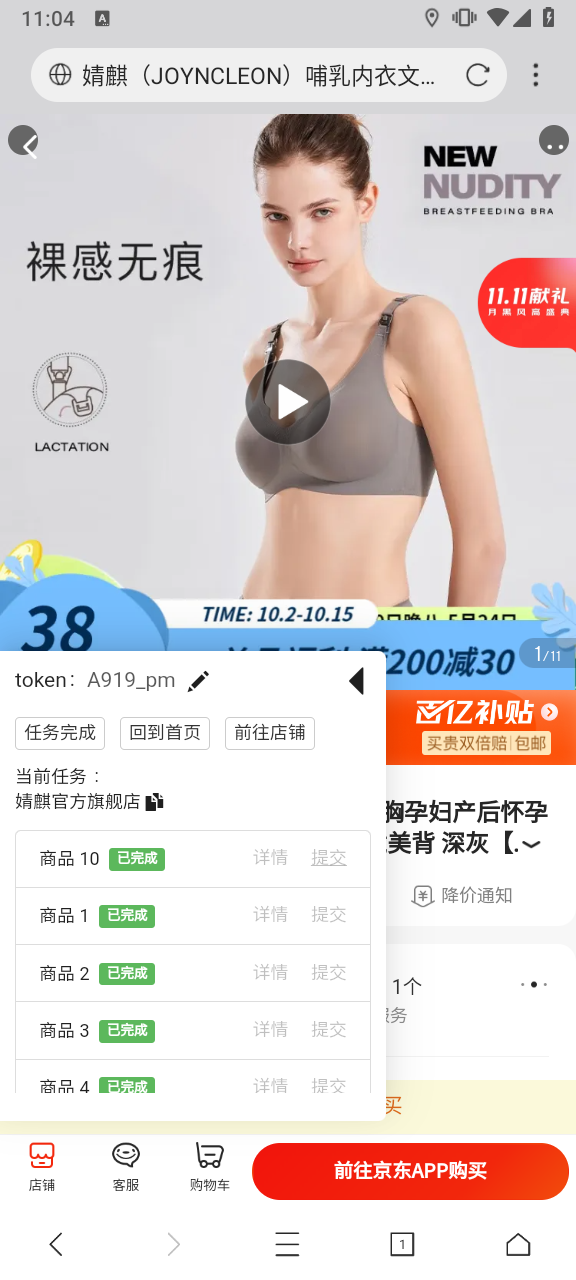 11:04
A
婧麒（JOYNCLEON）哺乳内衣文…
NEW
NUDITY
BREASTFEEDING BRA
裸感无痕
11.11献礼
月黑风高盛典
LACTATION
38
TIME: 10.2-10.15
200减30
1/11
token： A919_pm
百亿补贴
买贵双倍赔 包邮
任务完成
回到首页
前往店铺
当前任务：
婧麒官方旗舰店
胸孕妇产后怀孕
美背 深灰【.
降价通知
商品 10 已完成 详情 提交
商品 1 已完成 详情 提交
商品 2 已完成 详情 提交
商品 3 已完成 详情 提交
商品 4 已完成 详情 提交
1个
服务
买
店铺
客服
购物车
前往京东APP购买
1